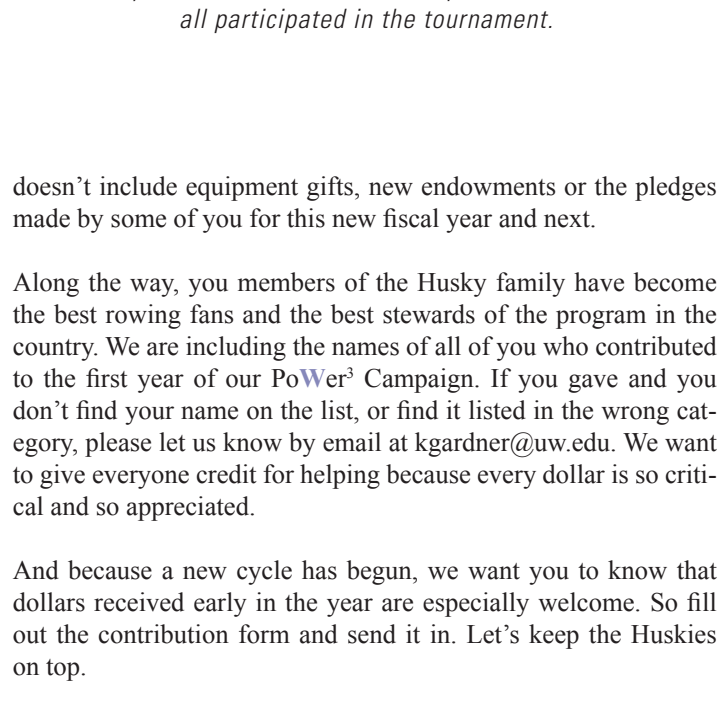 all participated in the tournament.
doesn’t include equipment gifts, new endowments or the pledges
made by some of you for this new fiscal year and next.
Along the way, you members of the Husky family have become
the best rowing fans and the best stewards of the program in the
country. We are including the names of all of you who contributed
to the first year of our PoWer³ Campaign. If you gave and you
don’t find your name on the list, or find it listed in the wrong cat-
egory, please let us know by email at kgardner@uw.edu. We want
to give everyone credit for helping because every dollar is so criti-
cal and so appreciated.
And because a new cycle has begun, we want you to know that
dollars received early in the year are especially welcome. So fill
out the contribution form and send it in. Let’s keep the Huskies
on top.